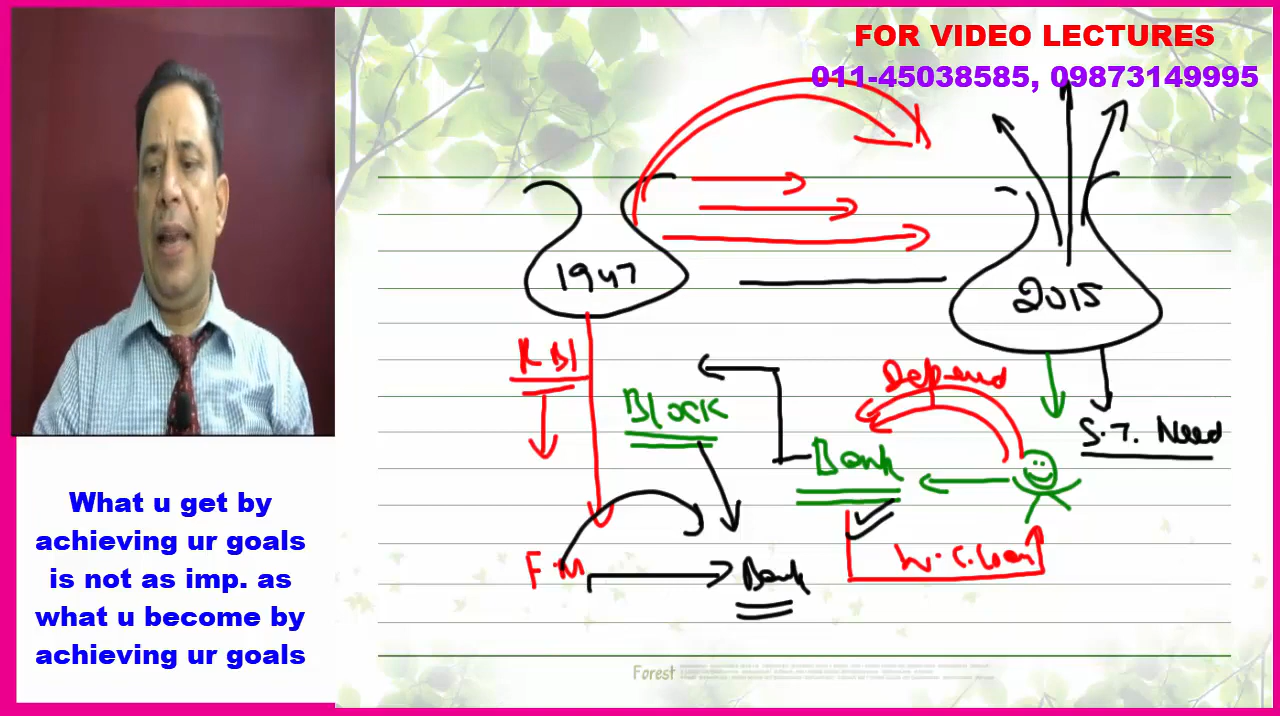 FOR VIDEO LECTURES
011-45038585, 09873149995
1947
2015
RBI
Depend
BLOCK
S.T. Need
Bank
W.C. Loan
F.M
Bank
What u get by
achieving ur goals
is not as imp. as
what u become by
achieving ur goals
Forest